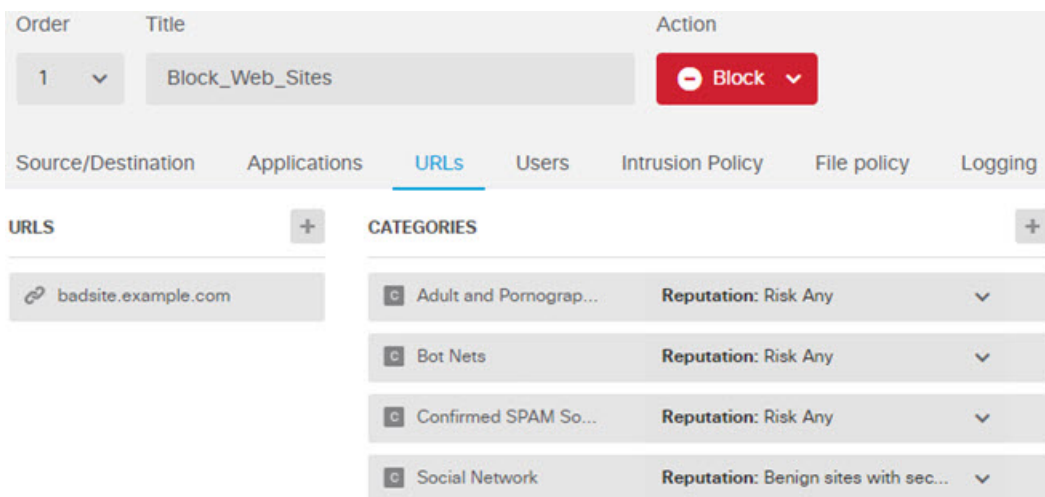 Order Title Action
1 Block_Web_Sites Block
Source/Destination Applications URLs Users Intrusion Policy File policy Logging
URLS CATEGORIES
badsite.example.com C Adult and Pornograp... Reputation: Risk Any
C Bot Nets Reputation: Risk Any
C Confirmed SPAM So... Reputation: Risk Any
C Social Network Reputation: Benign sites with sec...